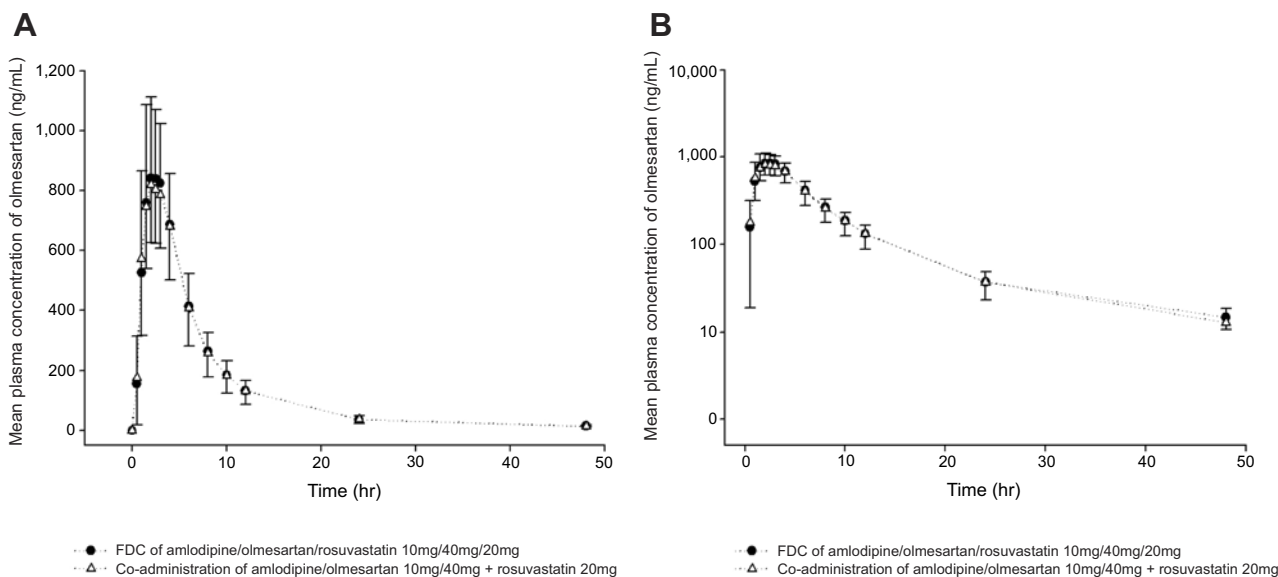 A
B
Mean plasma concentration of olmesartan (ng/mL)
1,200
1,000
800
600
400
200
0
0 10 20 30 40 50
Time (hr)
Mean plasma concentration of olmesartan (ng/mL)
10,000
1,000
100
10
0
0 10 20 30 40 50
Time (hr)
FDC of amlodipine/olmesartan/rosuvastatin 10mg/40mg/20mg
Co-administration of amlodipine/olmesartan 10mg/40mg + rosuvastatin 20mg
FDC of amlodipine/olmesartan/rosuvastatin 10mg/40mg/20mg
Co-administration of amlodipine/olmesartan 10mg/40mg + rosuvastatin 20mg